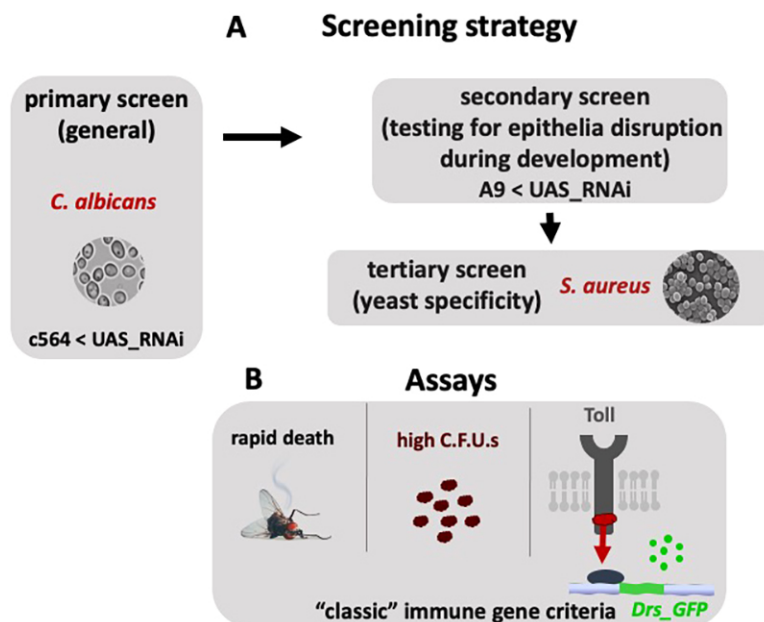 A Screening strategy
primary screen
(general)
C. albicans
c564 < UAS_RNAi
secondary screen
(testing for epithelia disruption
during development)
A9 < UAS_RNAi
tertiary screen
(yeast specificity)
S. aureus
B Assays
rapid death
high C.F.U.s
Toll
"classic" immune gene criteria
Drs_GFP